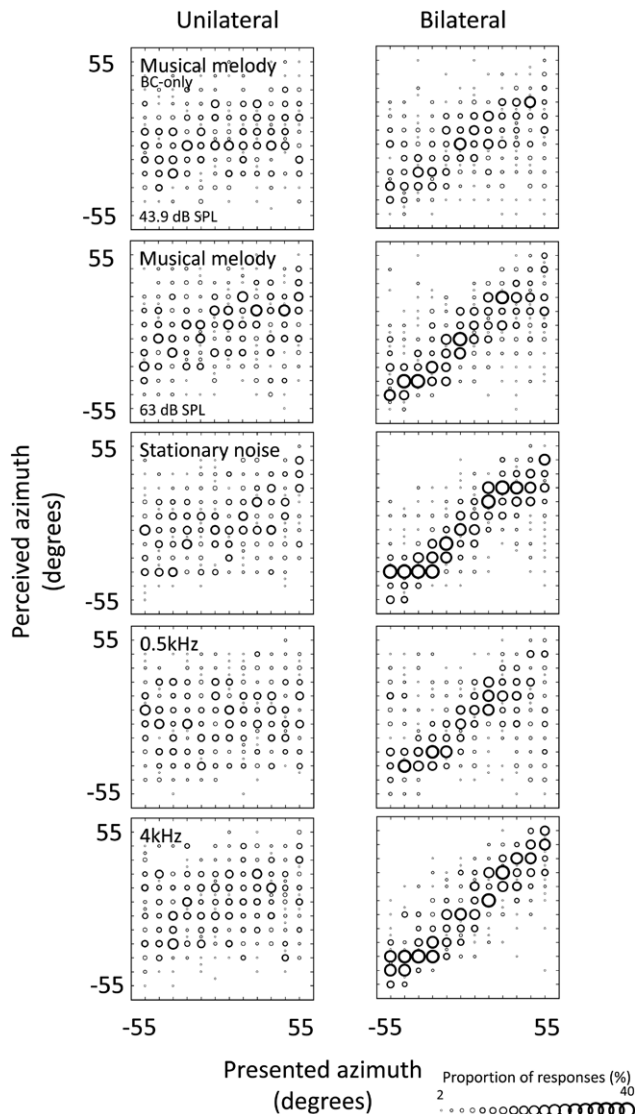 Unilateral
Bilateral
55
Musical melody
BC-only
-55
43.9 dB SPL
55
Musical melody
-55
63 dB SPL
55
Stationary noise
-55
55
0.5kHz
-55
55
4kHz
-55
Perceived azimuth
(degrees)
-55
55
-55
55
Presented azimuth
(degrees)
Proportion of responses (%)
2
40